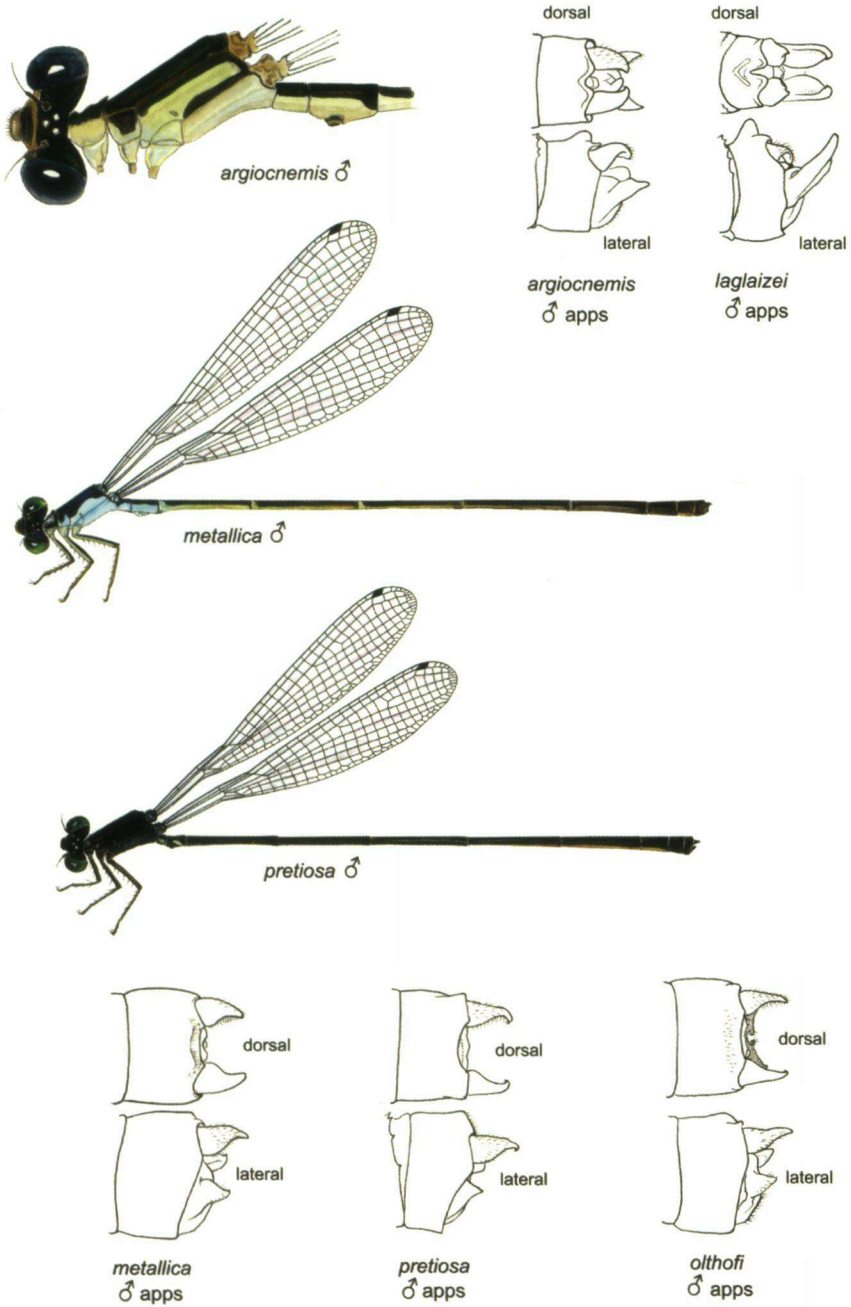 dorsal
dorsal
argiocnemis ♂
lateral
lateral
argiocnemis
♂ apps
laglaizei
♂ apps
metallica ♂
pretiosa ♂
dorsal
dorsal
dorsal
lateral
lateral
lateral
metallica
♂ apps
pretiosa
♂ apps
olthofi
♂ apps